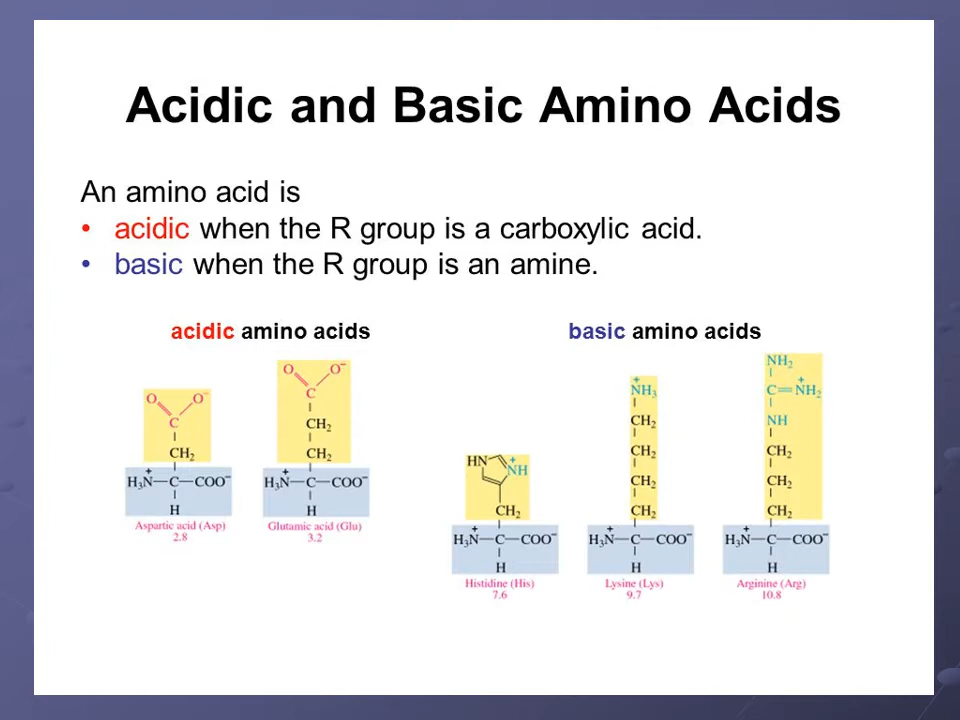 Acidic and Basic Amino Acids
An amino acid is
• acidic when the R group is a carboxylic acid.
• basic when the R group is an amine.
acidic amino acids
O O⁻
C
CH₂
H₃N⁺—C—COO⁻
H
Aspartic acid (Asp)
2.8
O O⁻
C
CH₂
CH₂
H₃N⁺—C—COO⁻
H
Glutamic acid (Glu)
3.2
basic amino acids
HN NH⁺
CH₂
H₃N⁺—C—COO⁻
H
Histidine (His)
7.6
NH₃⁺
CH₂
CH₂
CH₂
CH₂
H₃N⁺—C—COO⁻
H
Lysine (Lys)
9.7
NH₂
C=NH₂⁺
NH
CH₂
CH₂
CH₂
H₃N⁺—C—COO⁻
H
Arginine (Arg)
10.8